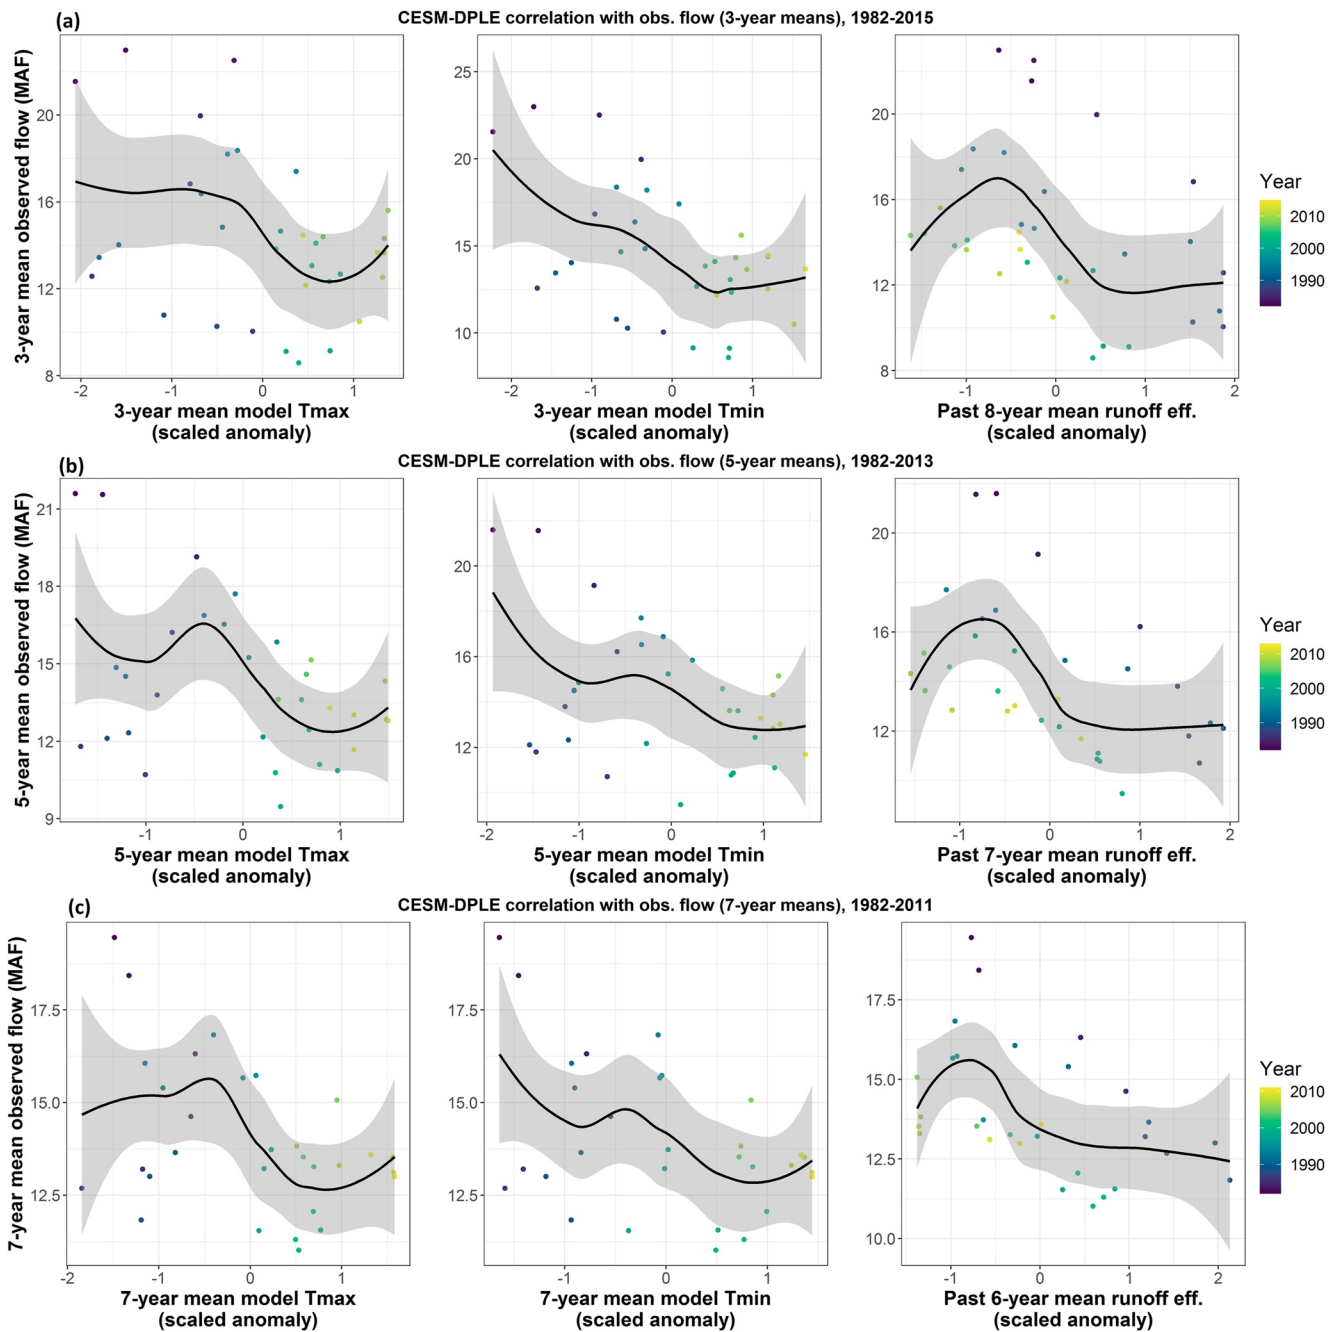 (a)
CESM-DPLE correlation with obs. flow (3-year means), 1982-2015
3-year mean observed flow (MAF)
20
16
12
8
-2
-1
0
1
3-year mean model Tmax
(scaled anomaly)
25
20
15
10
-2
-1
0
1
3-year mean model Tmin
(scaled anomaly)
20
16
12
8
-1
0
1
2
Past 8-year mean runoff eff.
(scaled anomaly)
Year
2010
2000
1990
(b)
CESM-DPLE correlation with obs. flow (5-year means), 1982-2013
5-year mean observed flow (MAF)
21
18
15
12
9
-1
0
1
5-year mean model Tmax
(scaled anomaly)
20
16
12
-2
-1
0
1
5-year mean model Tmin
(scaled anomaly)
20
16
12
-1
0
1
2
Past 7-year mean runoff eff.
(scaled anomaly)
Year
2010
2000
1990
(c)
CESM-DPLE correlation with obs. flow (7-year means), 1982-2011
7-year mean observed flow (MAF)
17.5
15.0
12.5
-2
-1
0
1
7-year mean model Tmax
(scaled anomaly)
17.5
15.0
12.5
-1
0
1
7-year mean model Tmin
(scaled anomaly)
17.5
15.0
12.5
10.0
-1
0
1
2
Past 6-year mean runoff eff.
(scaled anomaly)
Year
2010
2000
1990